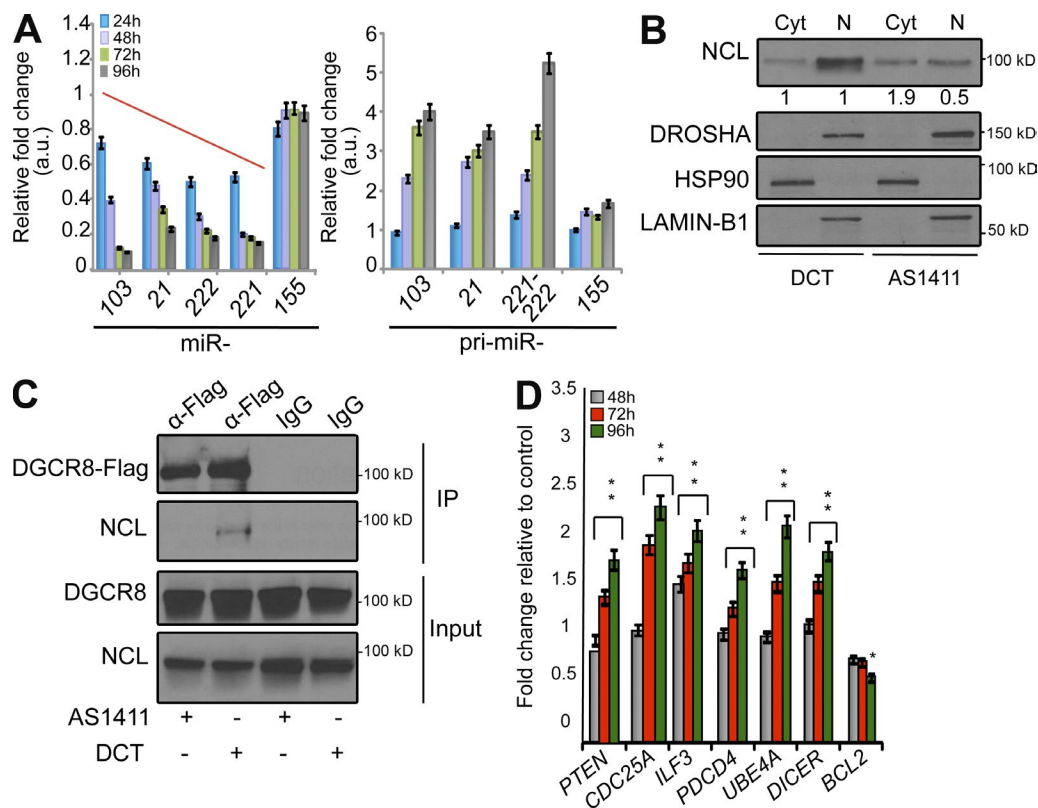 A
Relative fold change
(a.u.)
1.4
1.2
1
0.8
0.6
0.4
0.2
0
24h
48h
72h
96h
103
21
222
221
155
miR-
Relative fold change
(a.u.)
6
5
4
3
2
1
0
103
21
221-
222
155
pri-miR-
B
Cyt N Cyt N
NCL
100 kD
1 1 1.9 0.5
DROSHA
150 kD
HSP90
100 kD
LAMIN-B1
50 kD
DCT AS1411
C
α-Flag α-Flag IgG IgG
DGCR8-Flag
100 kD
IP
NCL
100 kD
DGCR8
100 kD
Input
NCL
100 kD
AS1411 + - + -
DCT - + - +
D
Fold change relative to control
3.5
3
2.5
2
1.5
1
0.5
0
48h
72h
96h
* * * * * * * * * * * * *
PTEN
CDC25A
ILF3
PDCD4
UBE4A
DICER
BCL2